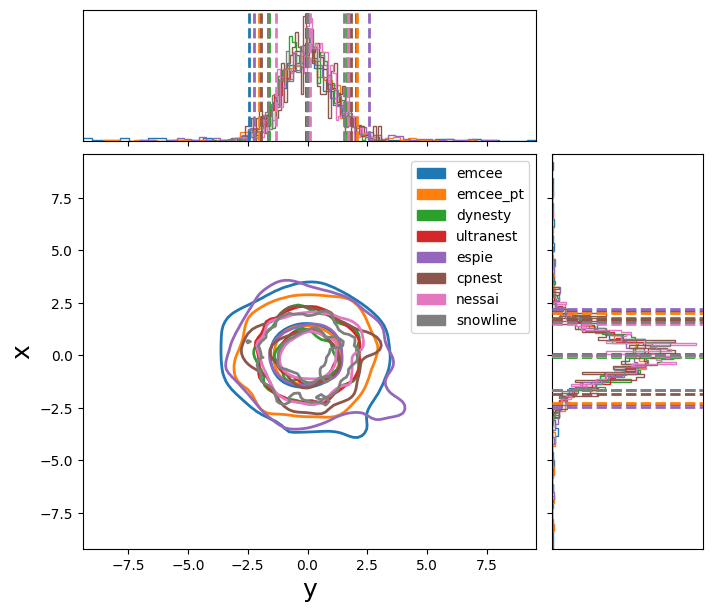 7.5
5.0
2.5
0.0
−2.5
−5.0
−7.5
x
emcee
emcee_pt
dynesty
ultranest
espie
cpnest
nessai
snowline
−7.5 −5.0 −2.5 0.0 2.5 5.0 7.5
y